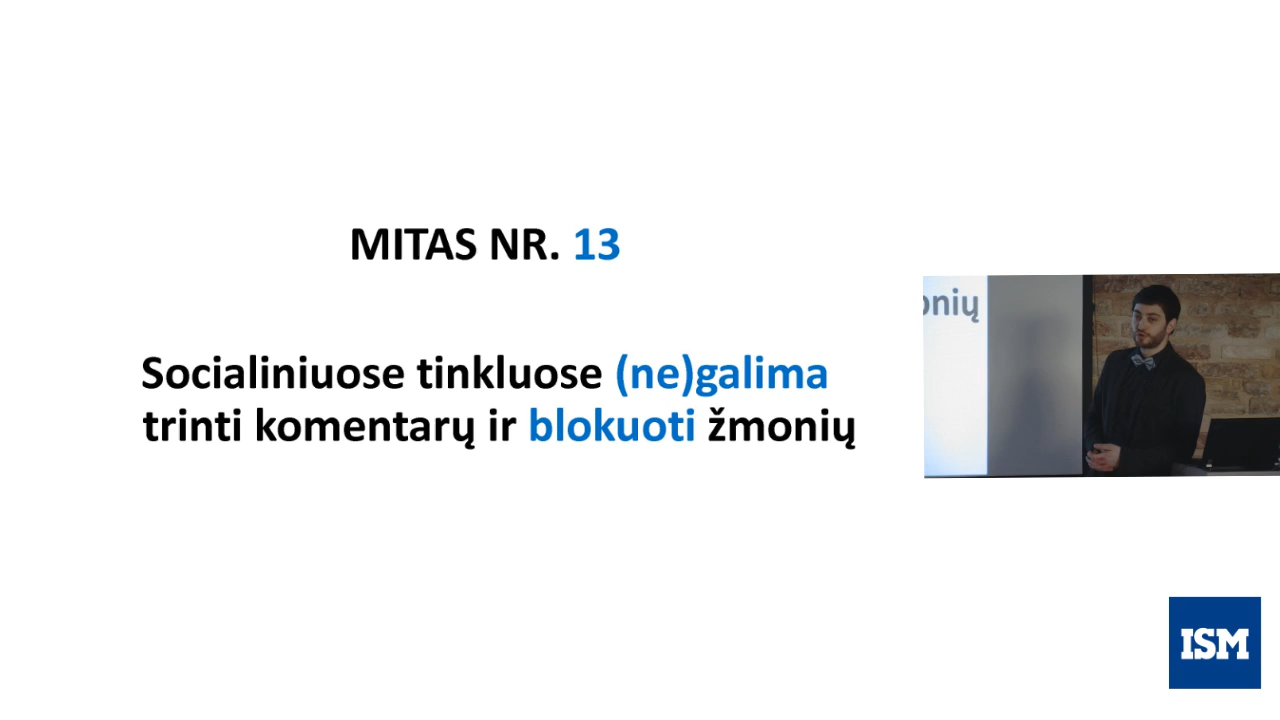 MITAS NR. 13
Socialiniuose tinkluose (ne)galima
trinti komentarų ir blokuoti žmonių
onių
ISM